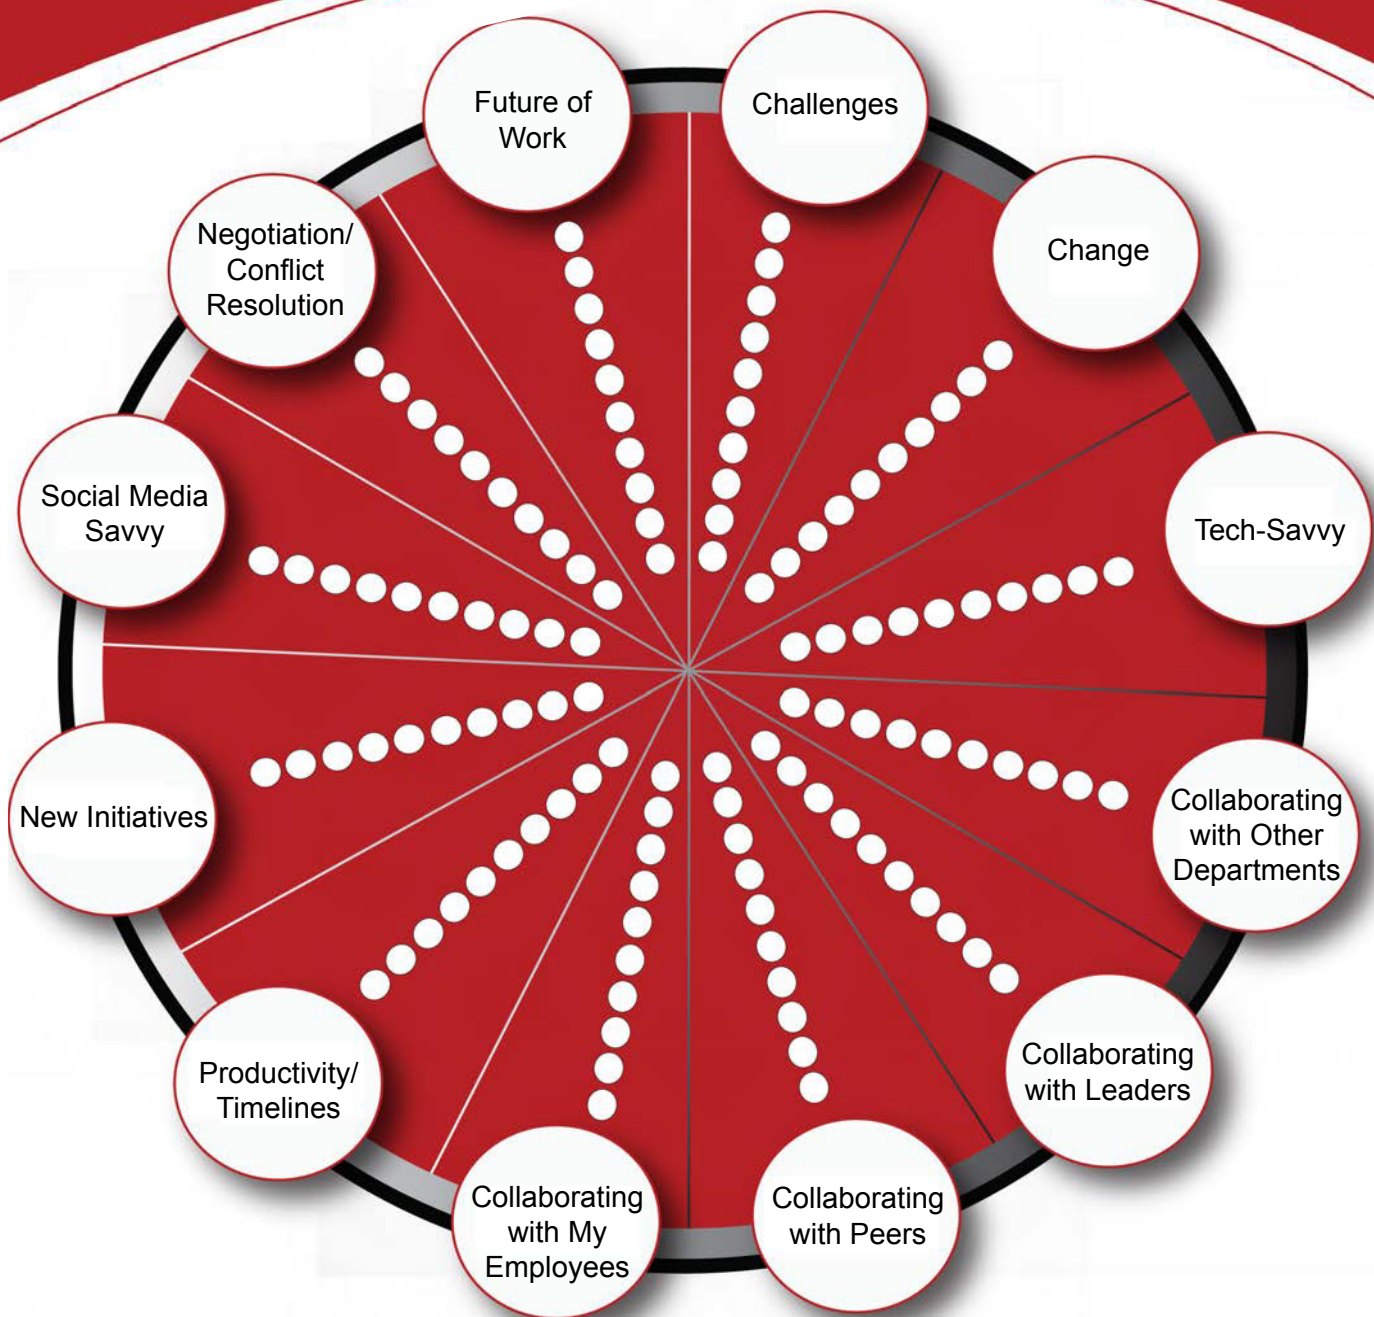 Future of
Work
Challenges
Change
Tech-Savvy
Collaborating
with Other
Departments
Collaborating
with Leaders
Collaborating
with Peers
Collaborating
with My
Employees
Productivity/
Timelines
New Initiatives
Social Media
Savvy
Negotiation/
Conflict
Resolution